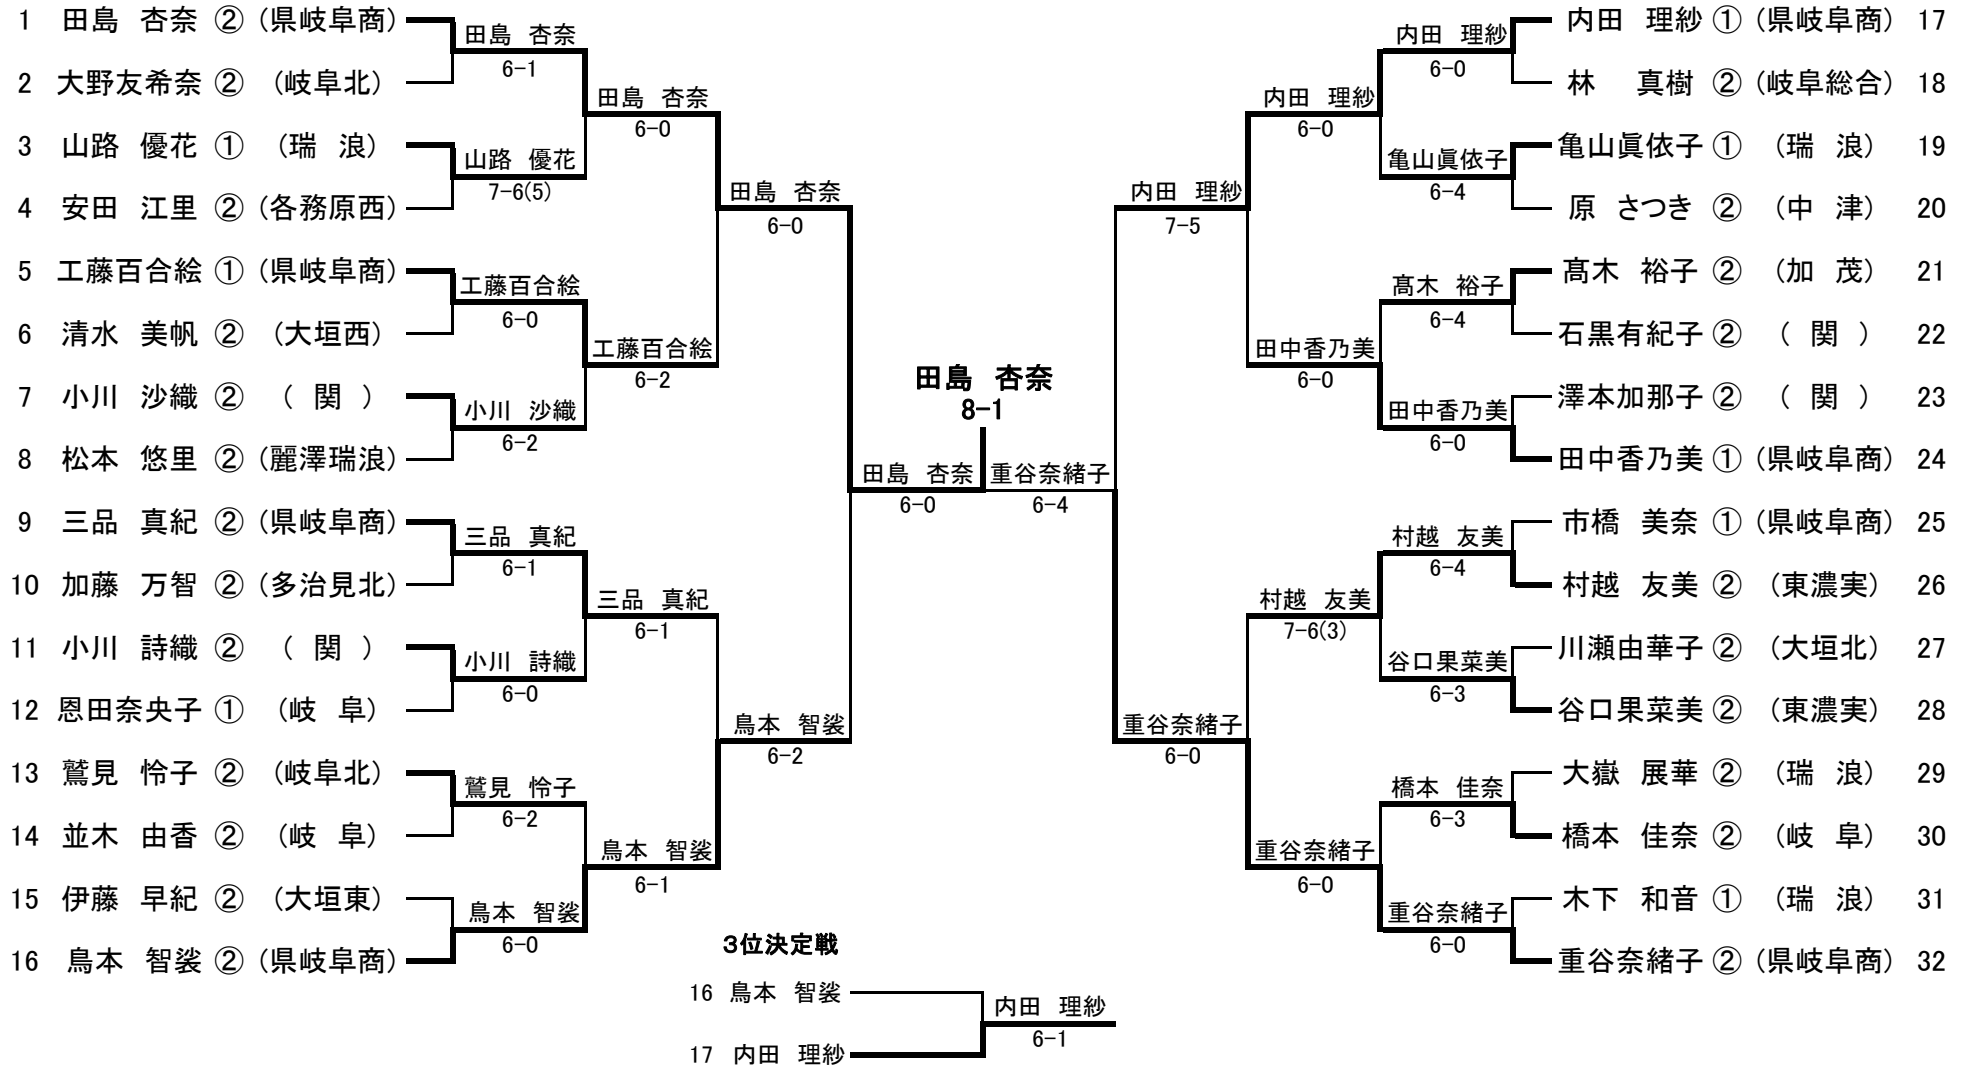 1 田島 杏奈 ② (県岐阜商)
2 大野友希奈 ② (岐阜北)
3 山路 優花 ① (瑞 浪)
4 安田 江里 ② (各務原西)
5 工藤百合絵 ① (県岐阜商)
6 清水 美帆 ② (大垣西)
7 小川 沙織 ② ( 関 )
8 松本 悠里 ② (麗澤瑞浪)
9 三品 真紀 ② (県岐阜商)
10 加藤 万智 ② (多治見北)
11 小川 詩織 ② ( 関 )
12 恩田奈央子 ① (岐 阜)
13 鷲見 怜子 ② (岐阜北)
14 並木 由香 ② (岐 阜)
15 伊藤 早紀 ② (大垣東)
16 鳥本 智裟 ② (県岐阜商)
田島 杏奈
6-1
山路 優花
7-6(5)
工藤百合絵
6-0
小川 沙織
6-2
三品 真紀
6-1
小川 詩織
6-0
鷲見 怜子
6-2
鳥本 智裟
6-0
田島 杏奈
6-0
工藤百合絵
6-2
三品 真紀
6-1
鳥本 智裟
6-1
田島 杏奈
6-0
鳥本 智裟
6-2
田島 杏奈
6-0
田島 杏奈
8-1
重谷奈緒子
6-4
内田 理紗
7-5
重谷奈緒子
6-0
内田 理紗
6-0
田中香乃美
6-0
村越 友美
7-6(3)
重谷奈緒子
6-0
内田 理紗
6-0
亀山眞依子
6-4
髙木 裕子
6-4
田中香乃美
6-0
村越 友美
6-4
谷口果菜美
6-3
橋本 佳奈
6-3
重谷奈緒子
6-0
内田 理紗 ① (県岐阜商) 17
林 真樹 ② (岐阜総合) 18
亀山眞依子 ① (瑞 浪) 19
原 さつき ② (中 津) 20
髙木 裕子 ② (加 茂) 21
石黒有紀子 ② ( 関 ) 22
澤本加那子 ② ( 関 ) 23
田中香乃美 ① (県岐阜商) 24
市橋 美奈 ① (県岐阜商) 25
村越 友美 ② (東濃実) 26
川瀬由華子 ② (大垣北) 27
谷口果菜美 ② (東濃実) 28
大嶽 展華 ② (瑞 浪) 29
橋本 佳奈 ② (岐 阜) 30
木下 和音 ① (瑞 浪) 31
重谷奈緒子 ② (県岐阜商) 32
３位決定戦
16 鳥本 智裟
17 内田 理紗
内田 理紗
6-1